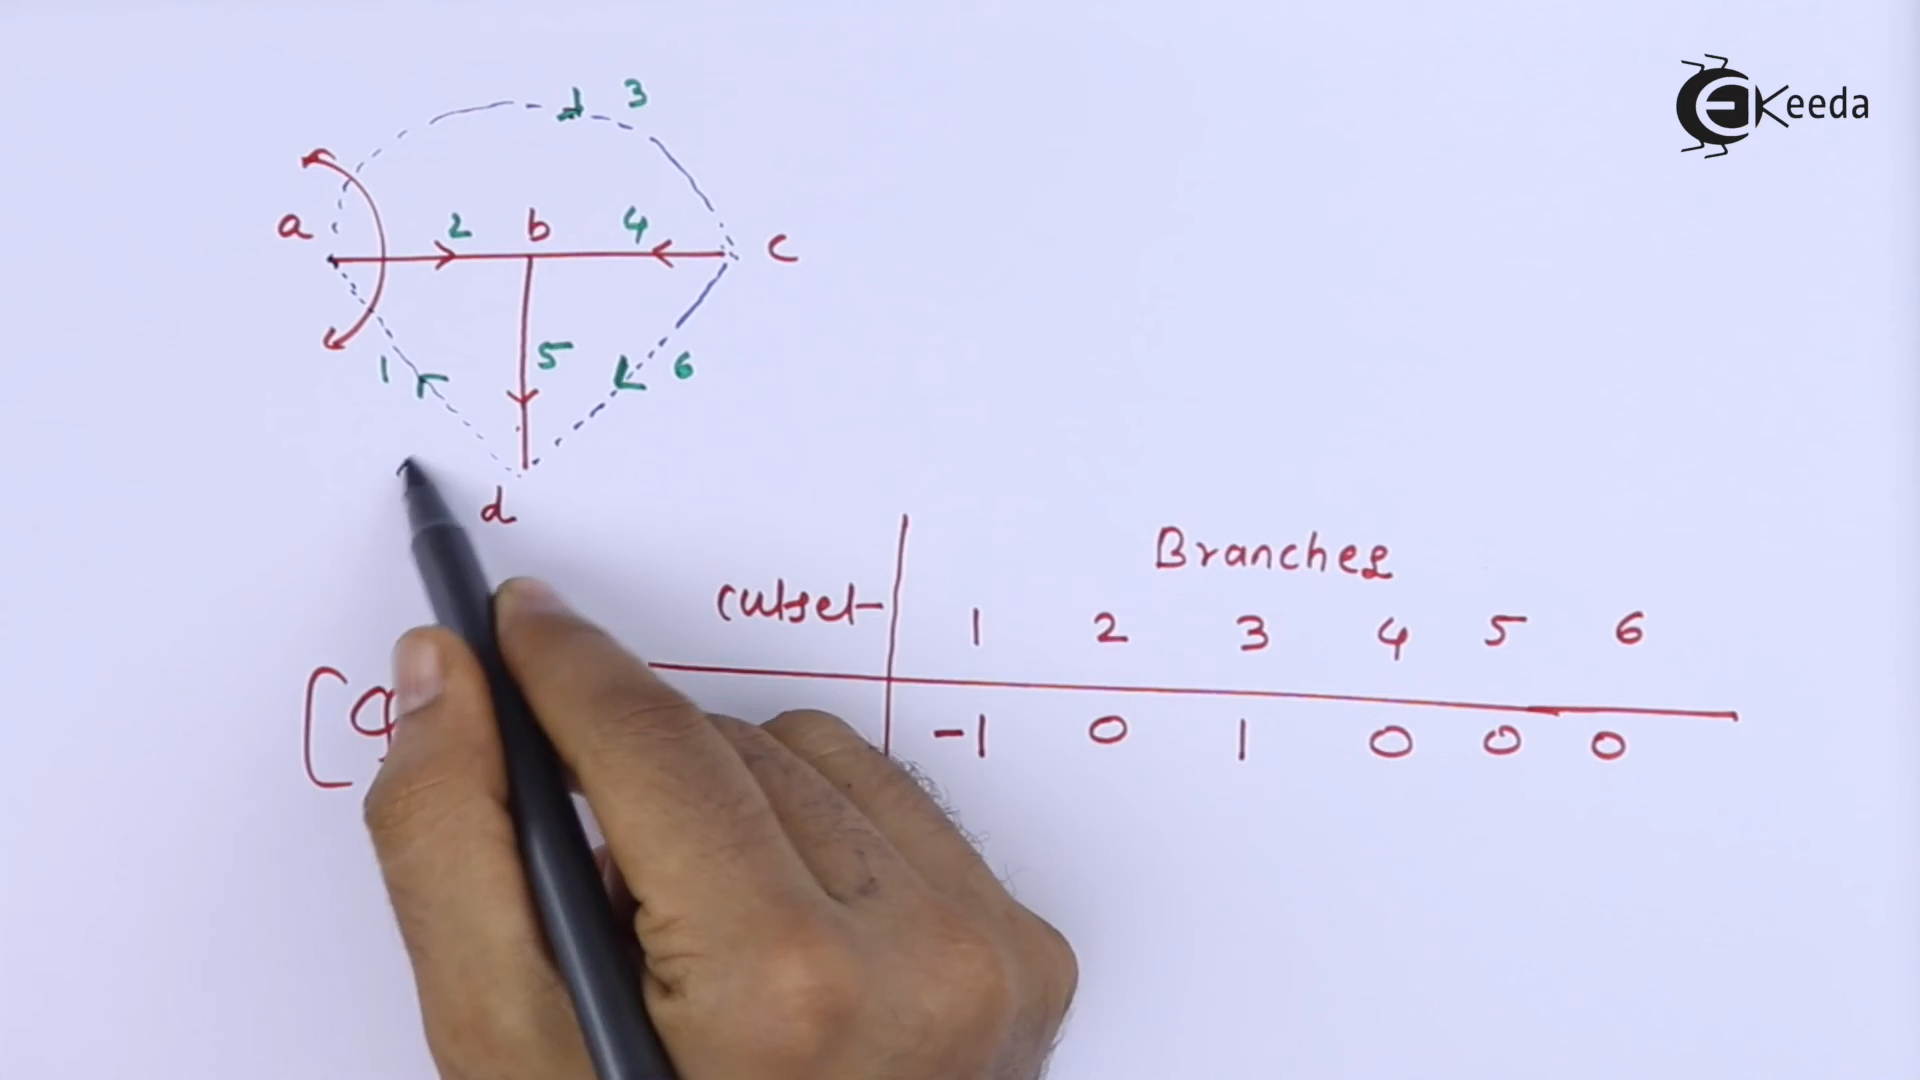 EKeeda
3
a 2 b 4 c
1 5 6
d
Branches
cutset
1 2 3 4 5 6
-1 0 1 0 0 0